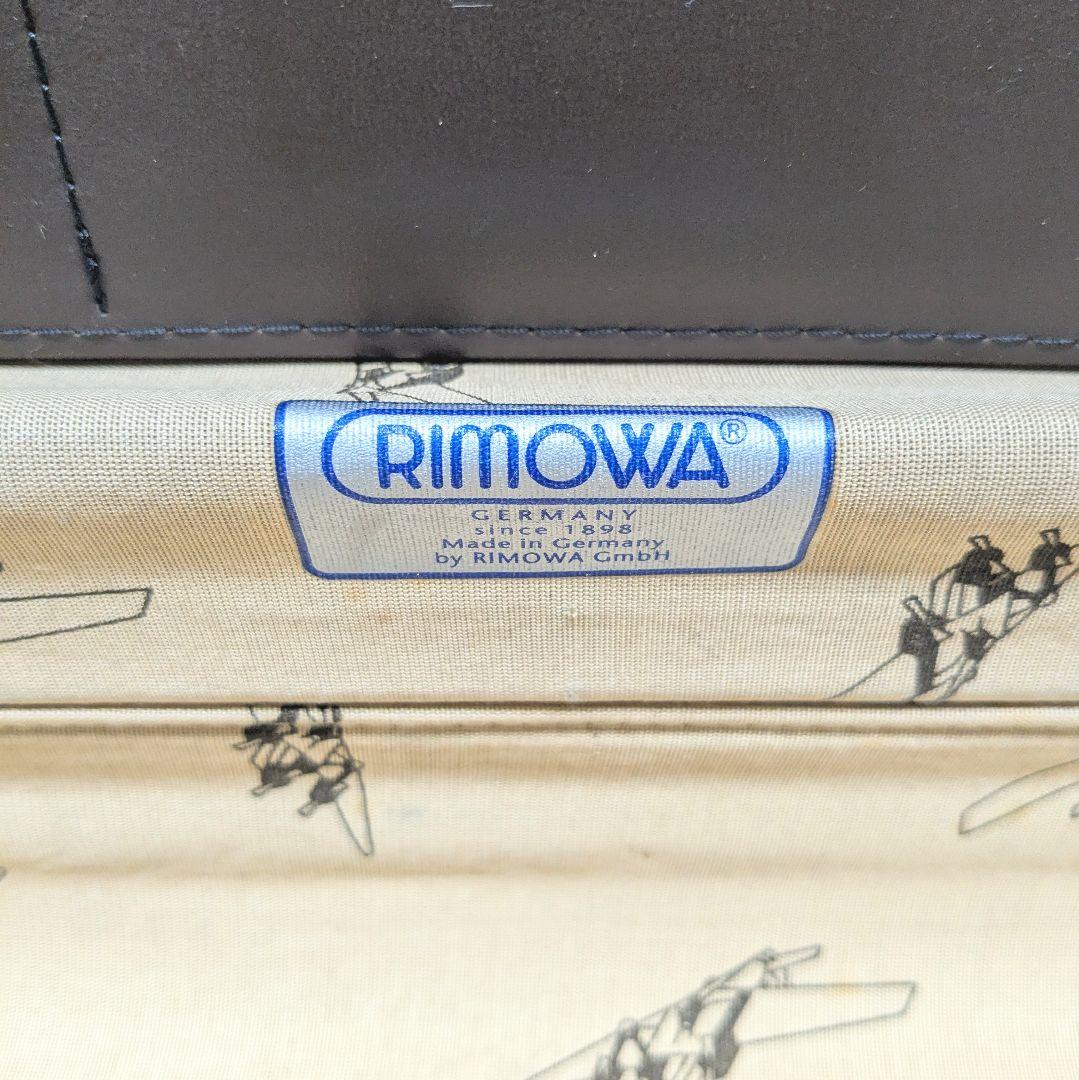 RIMOWA®
GERMANY
since 1898
Made in Germany
by RIMOWA GmbH